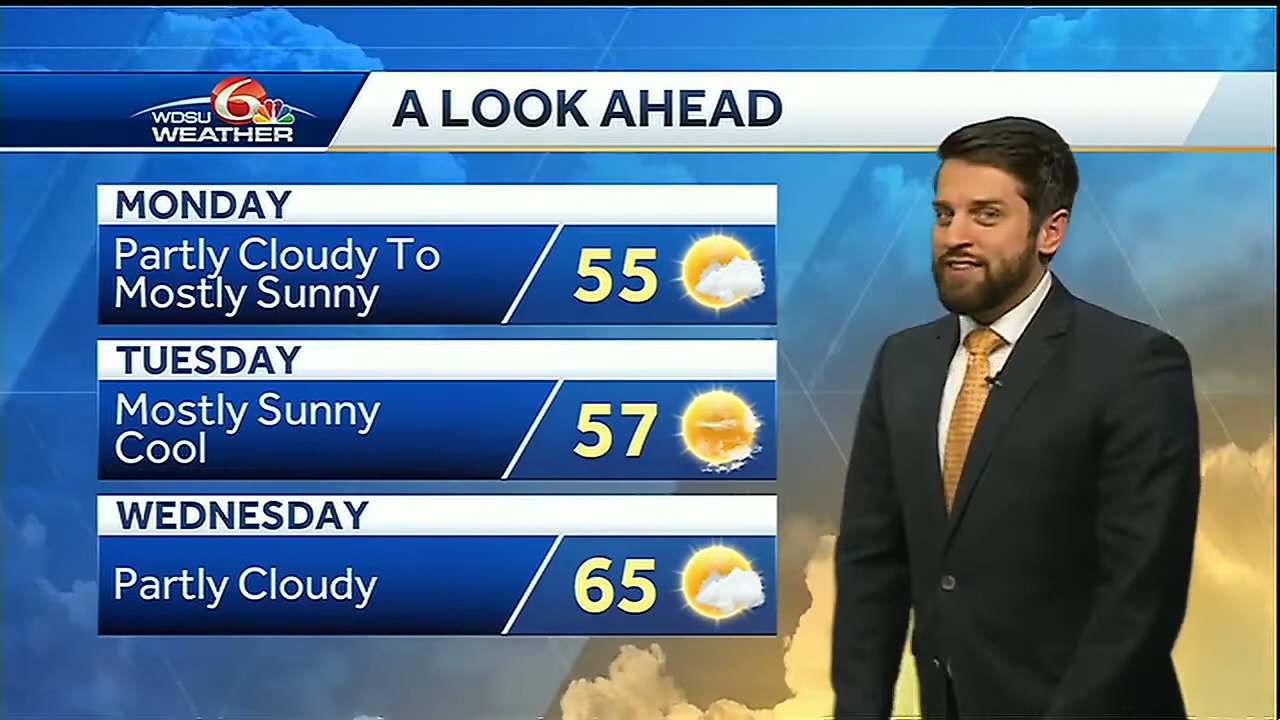 WDSU 6
WEATHER
A LOOK AHEAD
MONDAY
Partly Cloudy To
Mostly Sunny
55
TUESDAY
Mostly Sunny
Cool
57
WEDNESDAY
Partly Cloudy
65